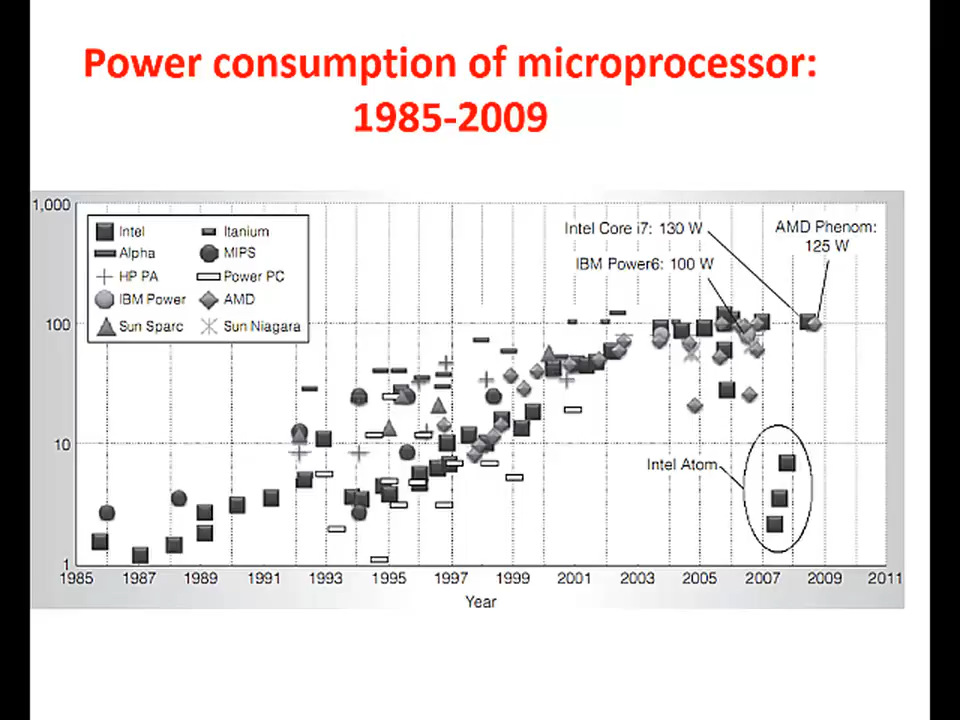 Power consumption of microprocessor:
1985-2009
1,000
100
10
1
Intel
Itanium
Alpha
MIPS
HP PA
Power PC
IBM Power
AMD
Sun Sparc
Sun Niagara
Intel Core i7: 130 W
AMD Phenom:
125 W
IBM Power6: 100 W
Intel Atom
1985 1987 1989 1991 1993 1995 1997 1999 2001 2003 2005 2007 2009 2011
Year